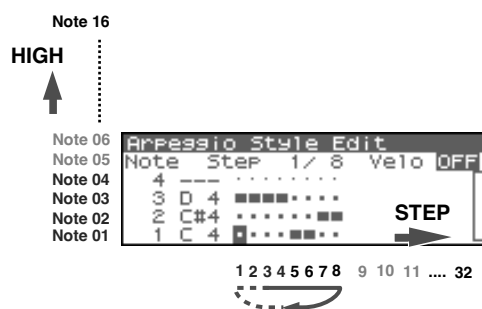 Note 16
HIGH
Note 06
Note 05
Note 04
Note 03
Note 02
Note 01
Arpeggio Style Edit
Note Step 1/ 8 Velo OFF
4 ---
3 D 4
2 C#4
1 C 4
STEP
1 2 3 4 5 6 7 8 9 10 11 .... 32